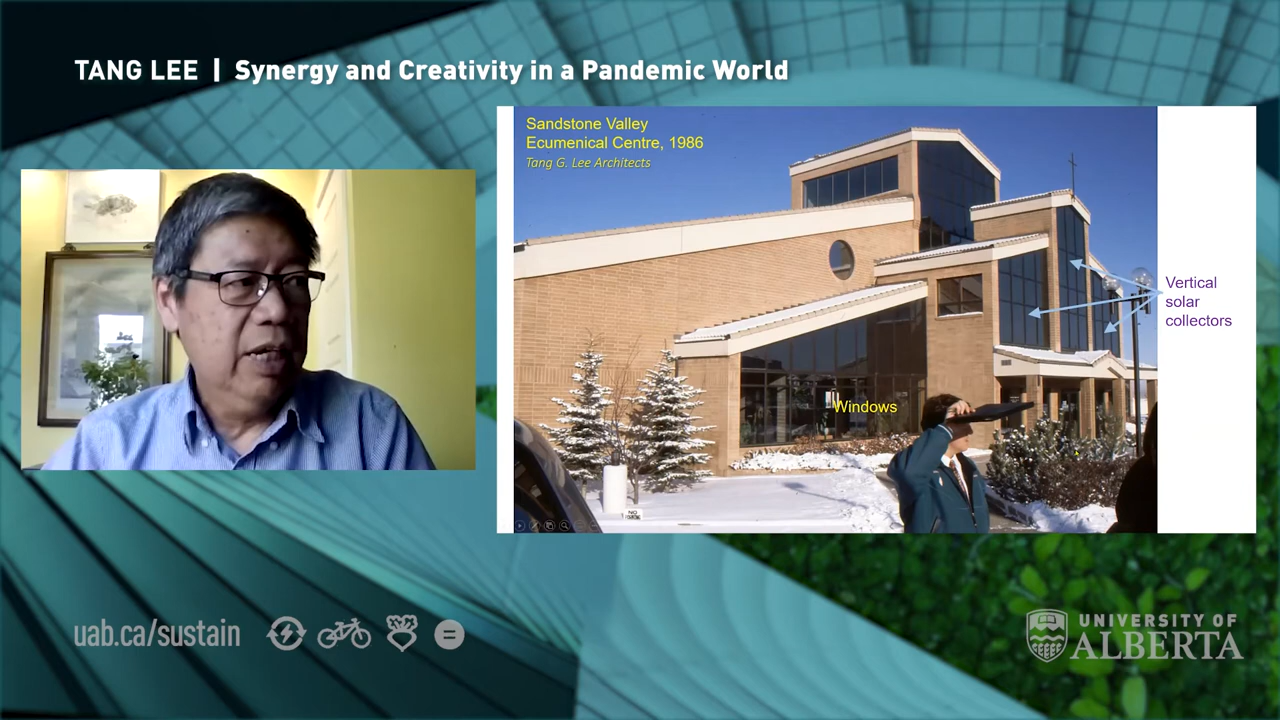 TANG LEE | Synergy and Creativity in a Pandemic World
Sandstone Valley
Ecumenical Centre, 1986
Tang G. Lee Architects
Vertical
solar
collectors
Windows
NO
uab.ca/sustain
UNIVERSITY OF
ALBERTA